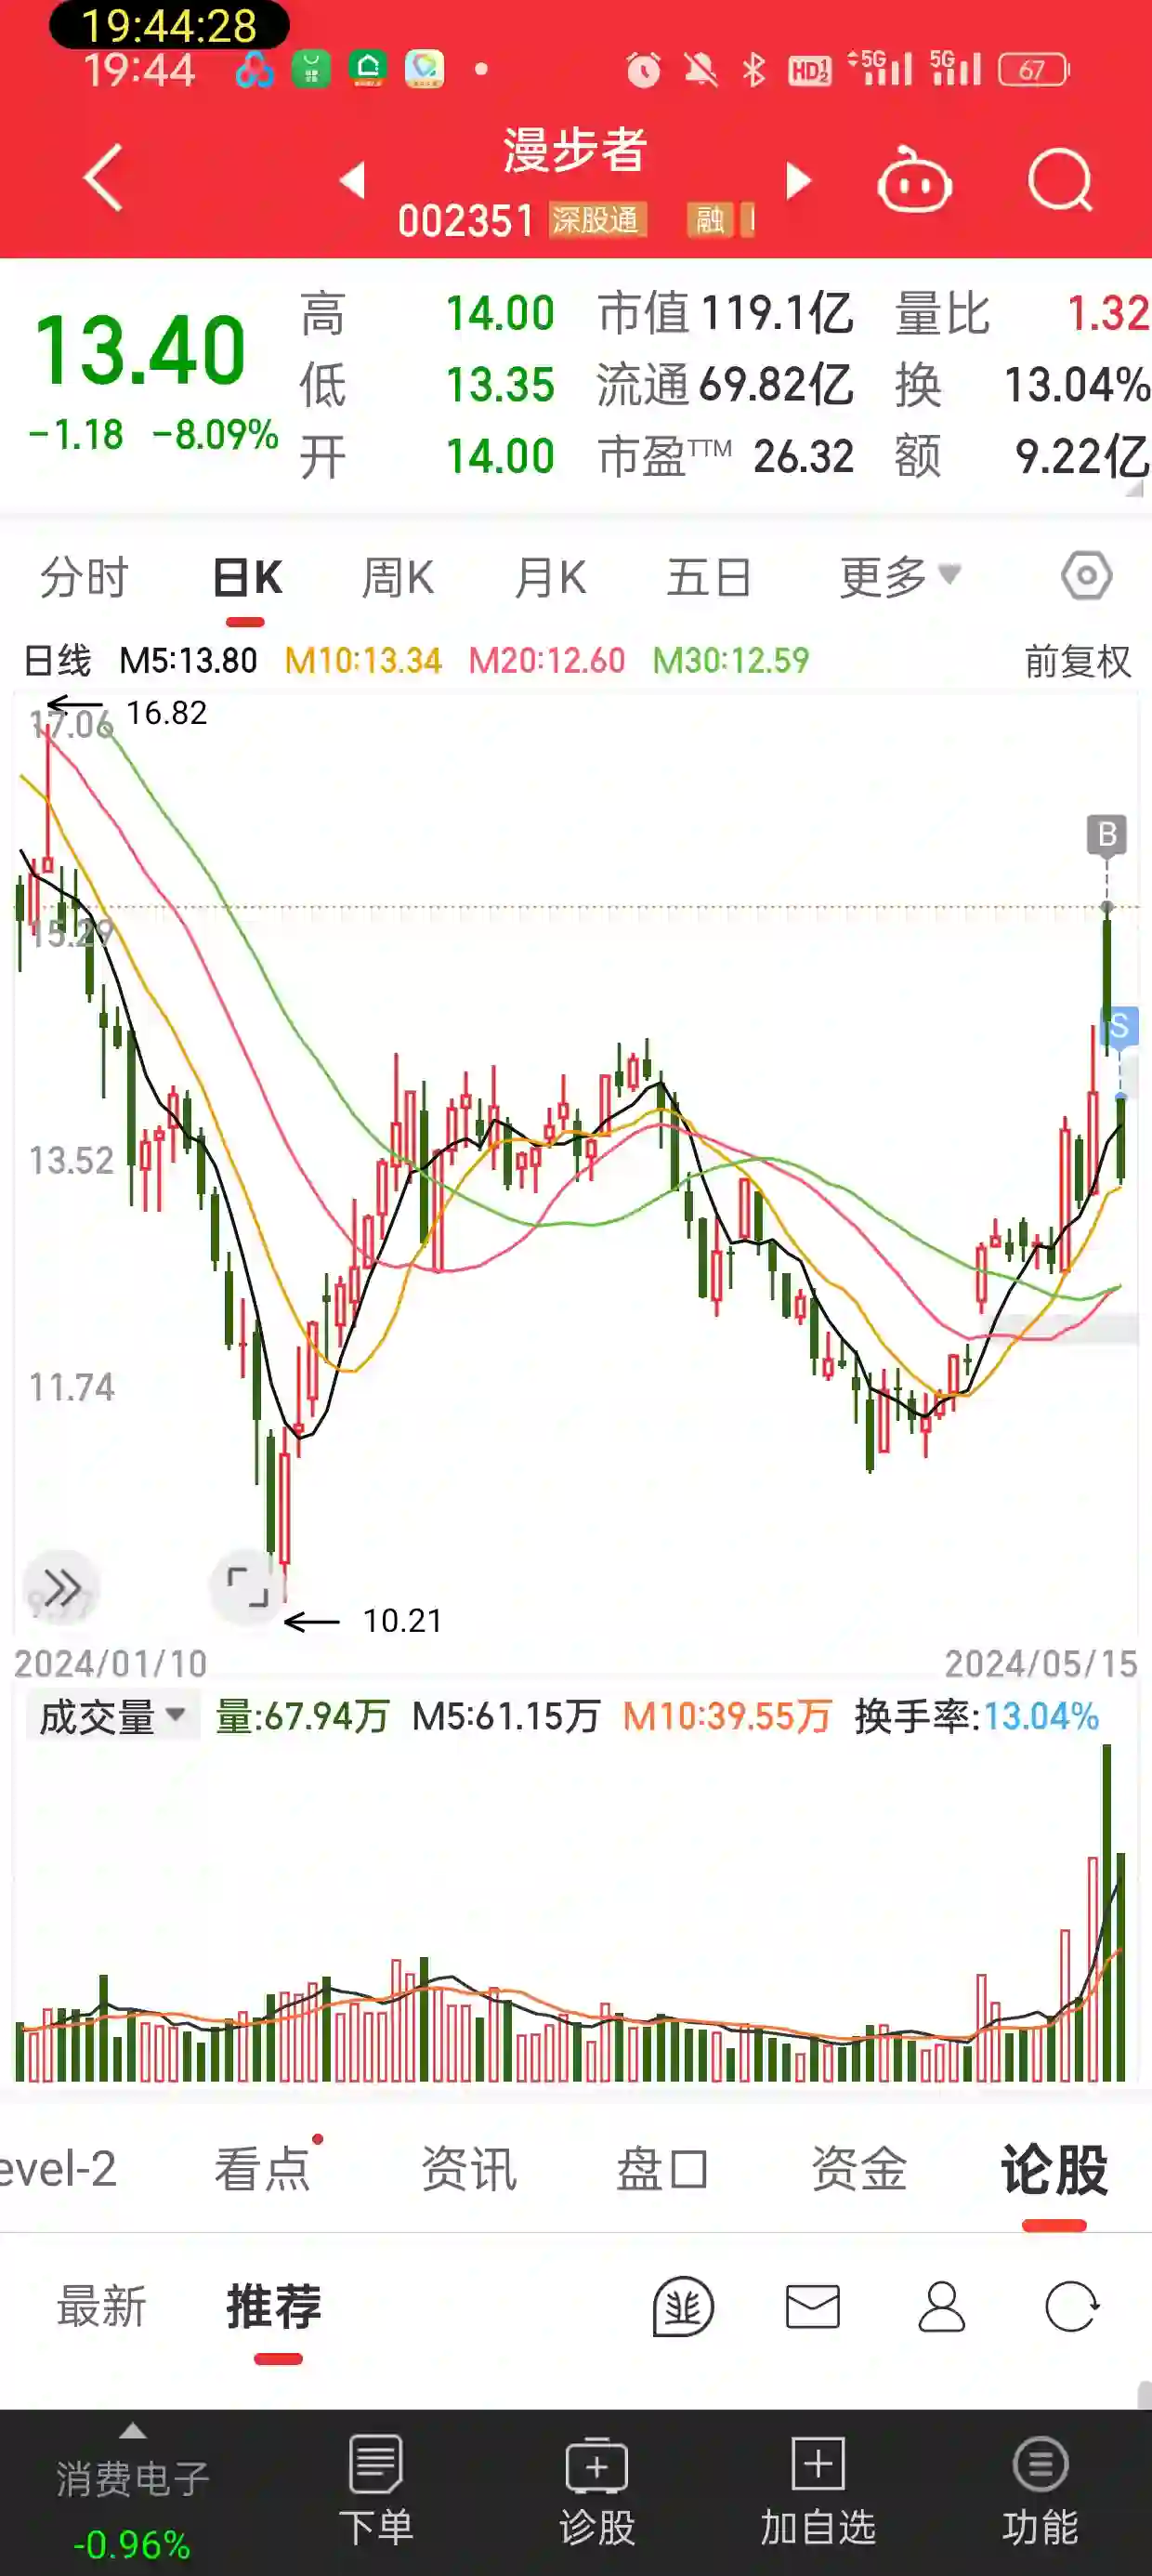 19:44:28
19:44 HD 5G 5G 67
漫步者
002351 深股通 融
13.40
-1.18 -8.09%
高 14.00 市值 119.1亿 量比 1.32
低 13.35 流通 69.82亿 换 13.04%
开 14.00 市盈TTM 26.32 额 9.22亿
分时 日K 周K 月K 五日 更多
日线 M5:13.80 M10:13.34 M20:12.60 M30:12.59 前复权
16.82
17.06
B
15.29
S
13.52
11.74
10.21
2024/01/10 2024/05/15
成交量 量:67.94万 M5:61.15万 M10:39.55万 换手率:13.04%
evel-2 看点 资讯 盘口 资金 论股
最新 推荐
消费电子 下单 诊股 加自选 功能
-0.96%